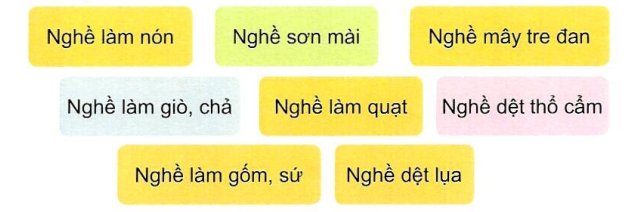 Nghề làm nón
Nghề sơn mài
Nghề mây tre đan
Nghề làm giò, chả
Nghề làm quạt
Nghề dệt thổ cẩm
Nghề làm gốm, sứ
Nghề dệt lụa